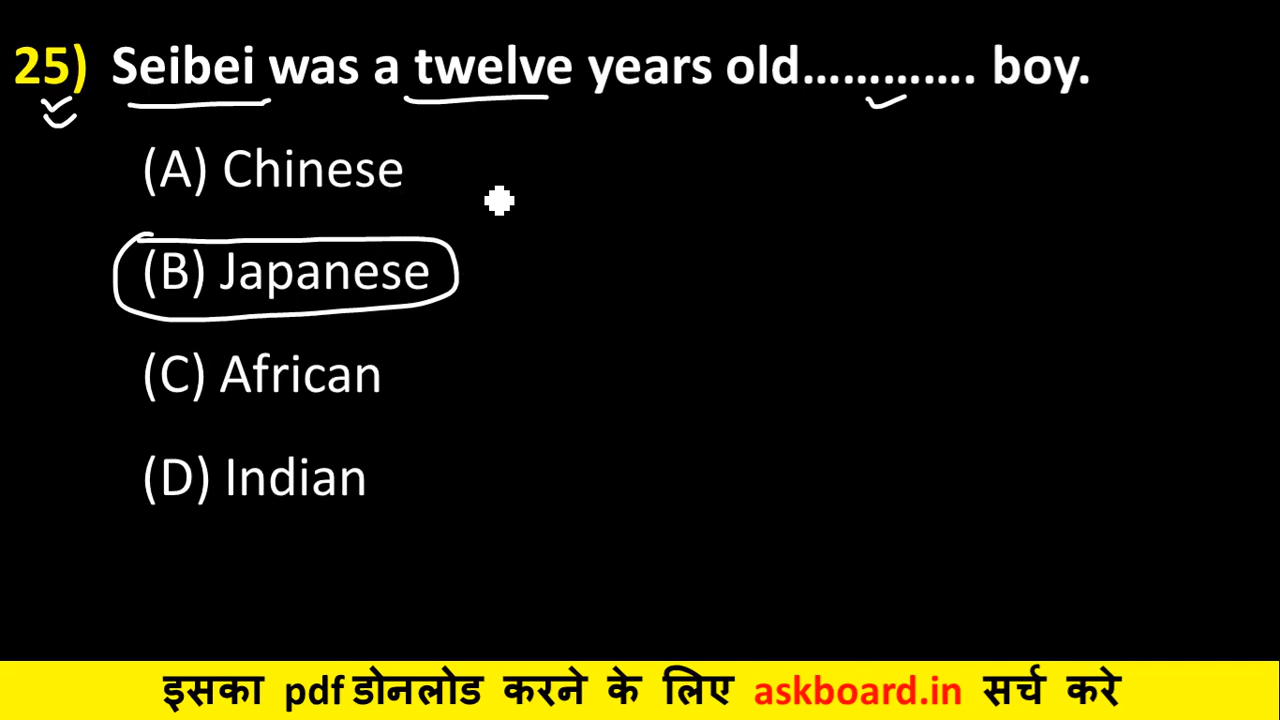 25) Seibei was a twelve years old............. boy.
(A) Chinese
(B) Japanese
(C) African
(D) Indian
इसका pdf डोनलोड करने के लिए askboard.in सर्च करे